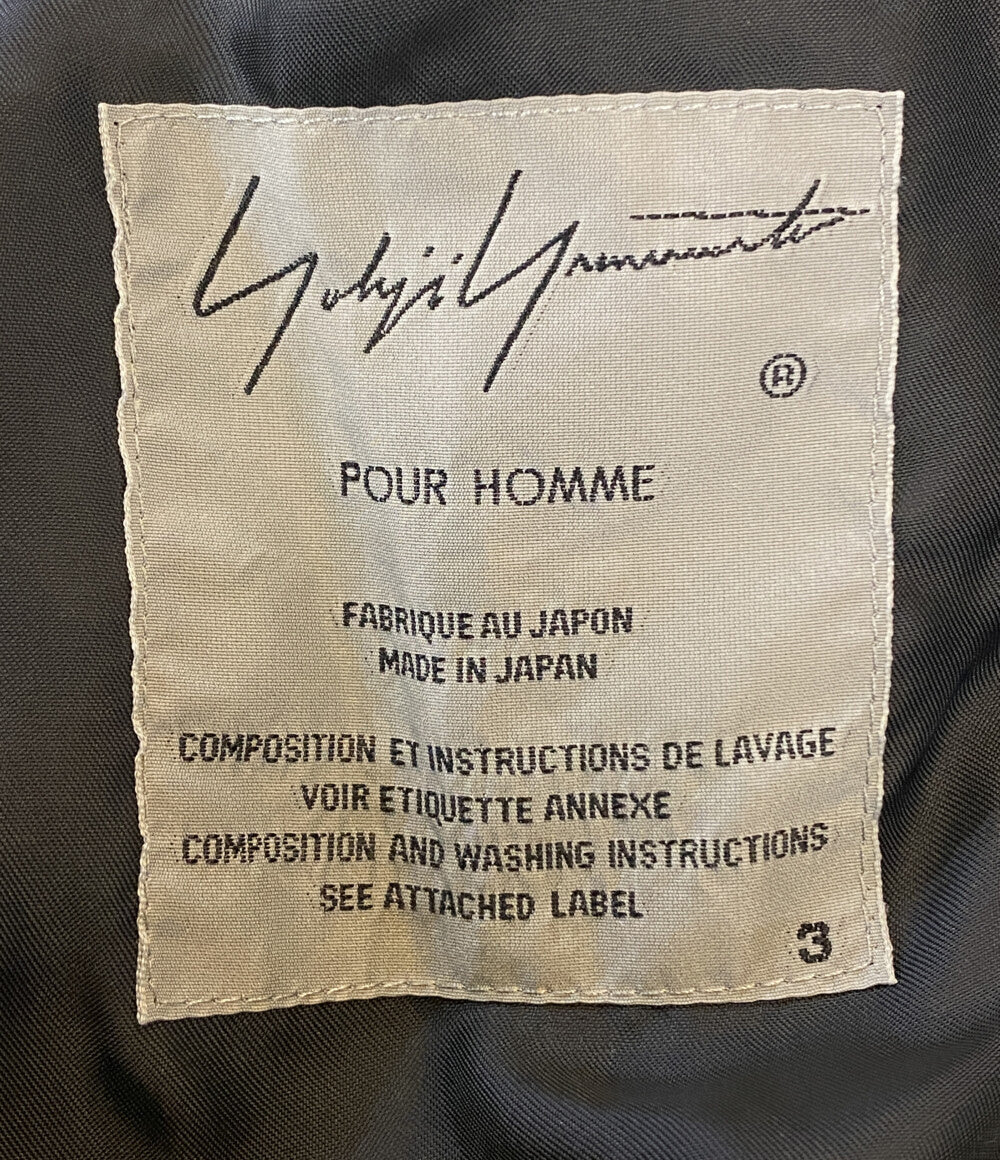 Yohji Yamamoto
®
POUR HOMME
FABRIQUE AU JAPON
MADE IN JAPAN
COMPOSITION ET INSTRUCTIONS DE LAVAGE
VOIR ETIQUETTE ANNEXE
COMPOSITION AND WASHING INSTRUCTIONS
SEE ATTACHED LABEL
3